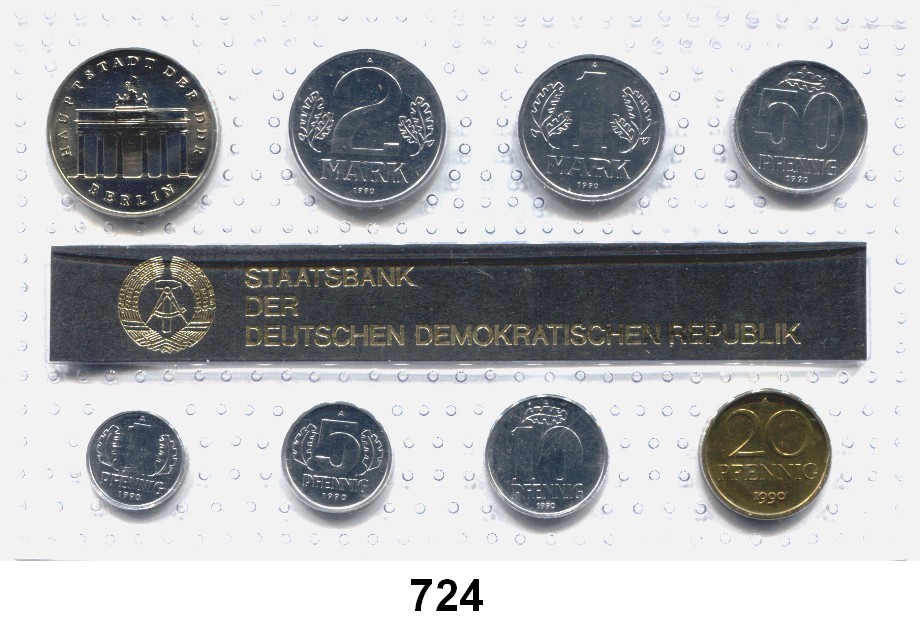 HAUPTSTADT DER DDR
BERLIN
A
2
MARK
1990
A
1
MARK
1990
A
50
PFENNIG
1990
STAATSBANK
DER
DEUTSCHEN DEMOKRATISCHEN REPUBLIK
A
1
PFENNIG
1990
A
5
PFENNIG
1990
A
10
PFENNIG
1990
A
20
PFENNIG
1990
724